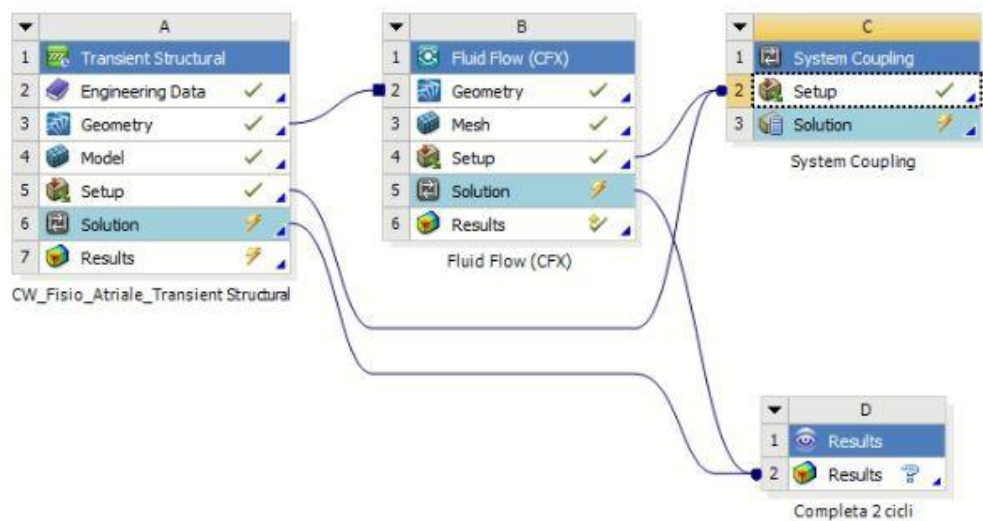 A
1 Transient Structural
2 Engineering Data
3 Geometry
4 Model
5 Setup
6 Solution
7 Results
CW_Fisio_Atriale_Transient Structural
B
1 Fluid Flow (CFX)
2 Geometry
3 Mesh
4 Setup
5 Solution
6 Results
Fluid Flow (CFX)
C
1 System Coupling
2 Setup
3 Solution
System Coupling
D
1 Results
2 Results
Completa 2 cicli